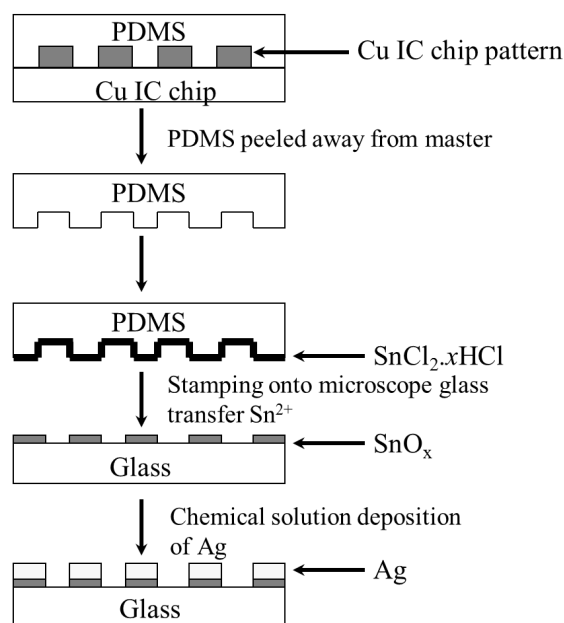 PDMS
Cu IC chip pattern
Cu IC chip
PDMS peeled away from master
PDMS
PDMS
SnCl₂.xHCl
Stamping onto microscope glass
transfer Sn²⁺
SnOₓ
Glass
Chemical solution deposition
of Ag
Ag
Glass